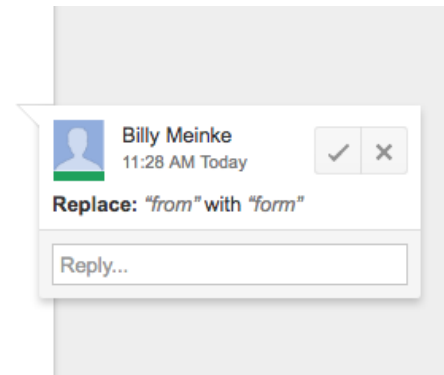 Billy Meinke
11:28 AM Today
Replace: “from” with “form”
Reply...